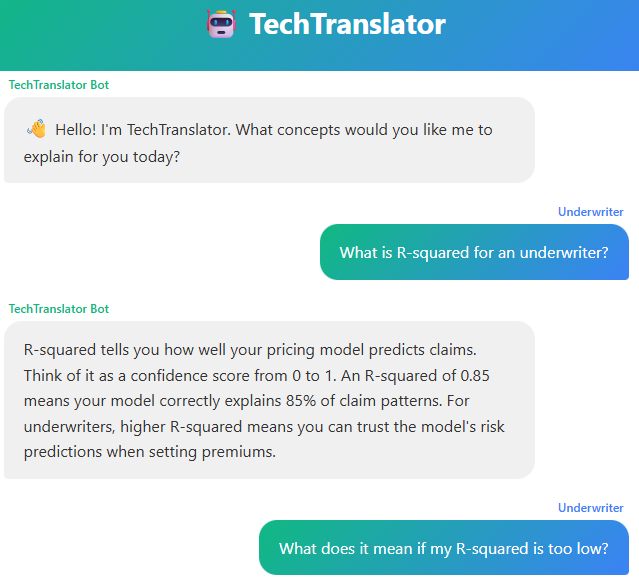 TechTranslator
TechTranslator Bot
👋 Hello! I'm TechTranslator. What concepts would you like me to
explain for you today?
Underwriter
What is R-squared for an underwriter?
TechTranslator Bot
R-squared tells you how well your pricing model predicts claims.
Think of it as a confidence score from 0 to 1. An R-squared of 0.85
means your model correctly explains 85% of claim patterns. For
underwriters, higher R-squared means you can trust the model's risk
predictions when setting premiums.
Underwriter
What does it mean if my R-squared is too low?